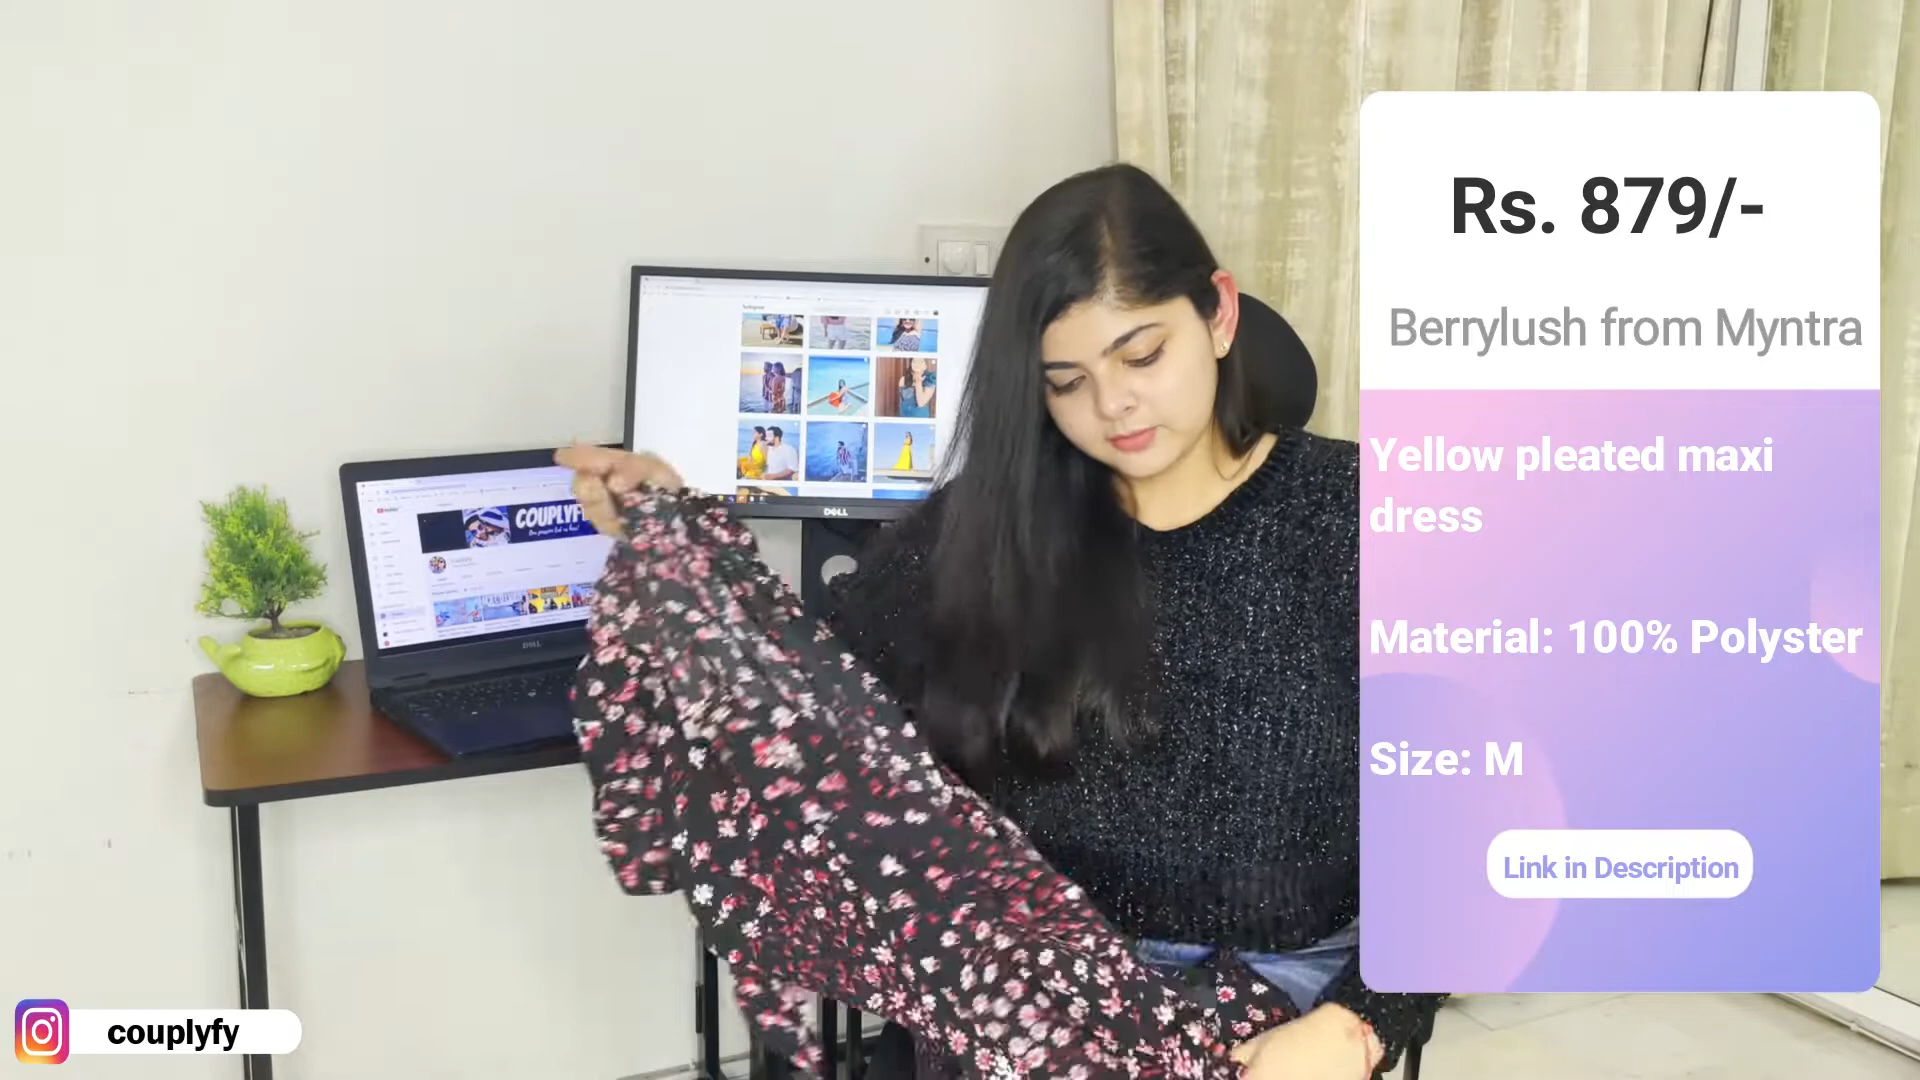 Rs. 879/-
Berrylush from Myntra
Yellow pleated maxi
dress
Material: 100% Polyster
Size: M
Link in Description
DELL
COUPLYF
DELL
couplyfy